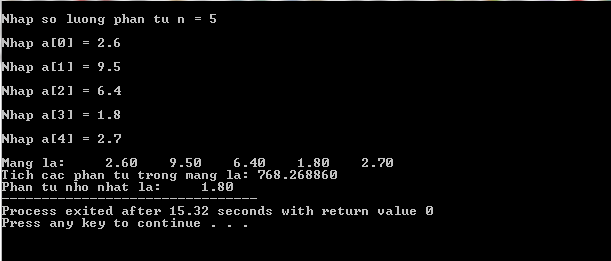 Nhap so luong phan tu n = 5
Nhap a[0] = 2.6
Nhap a[1] = 9.5
Nhap a[2] = 6.4
Nhap a[3] = 1.8
Nhap a[4] = 2.7
Mang la:     2.60    9.50    6.40    1.80    2.70
Tich cac phan tu trong mang la: 768.268860
Phan tu nho nhat la:     1.80
--------------------------------
Process exited after 15.32 seconds with return value 0
Press any key to continue . . .